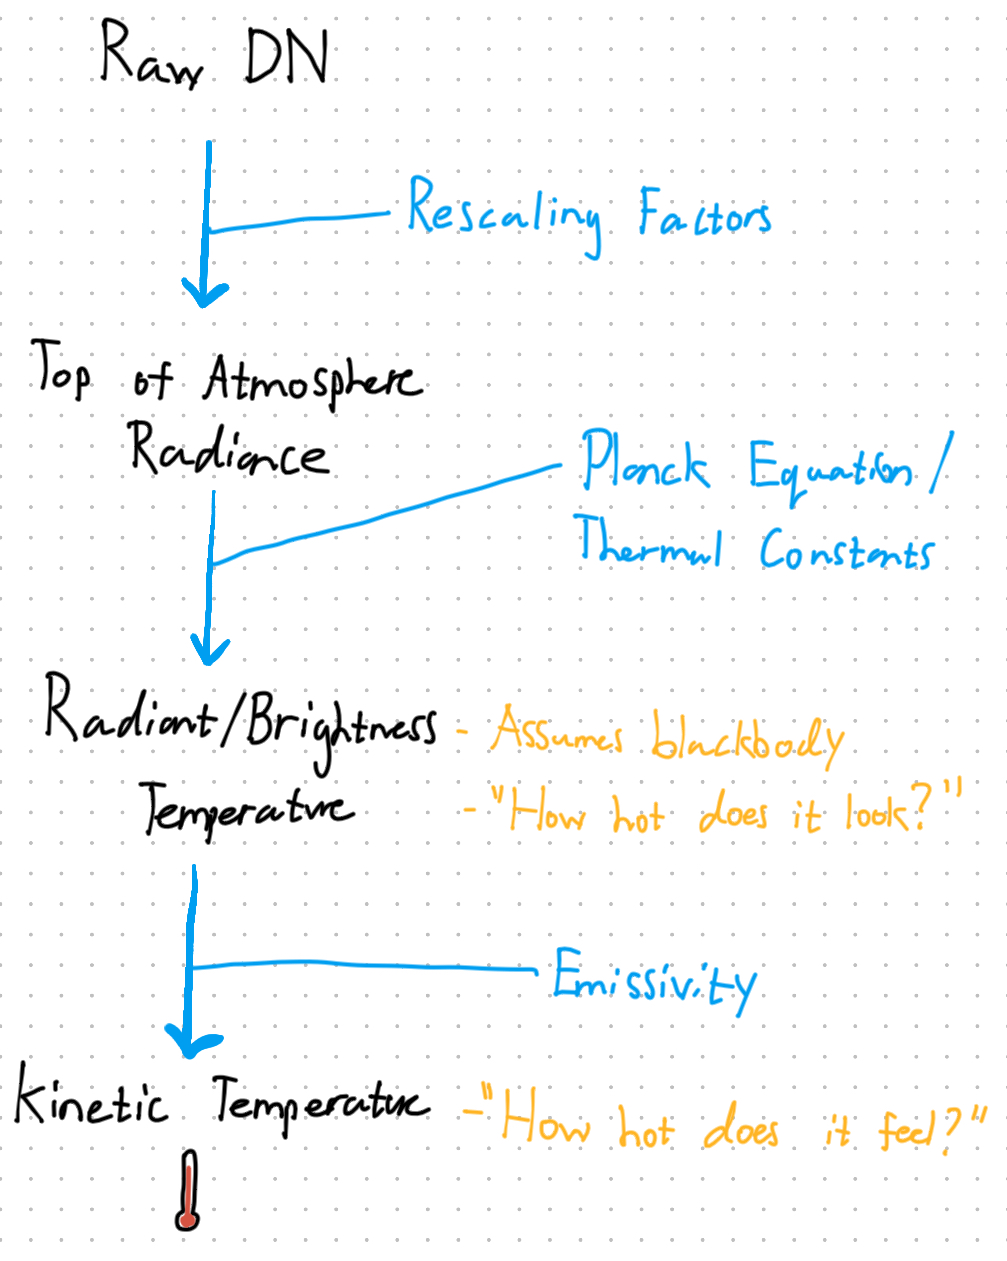 Raw DN
Rescaling Factors
Top of Atmosphere
Radiance
Planck Equation/
Thermal Constants
Radiant/Brightness
- Assumes blackbody
Temperature
- "How hot does it look?"
Emissivity
Kinetic Temperature
- "How hot does it feel?"